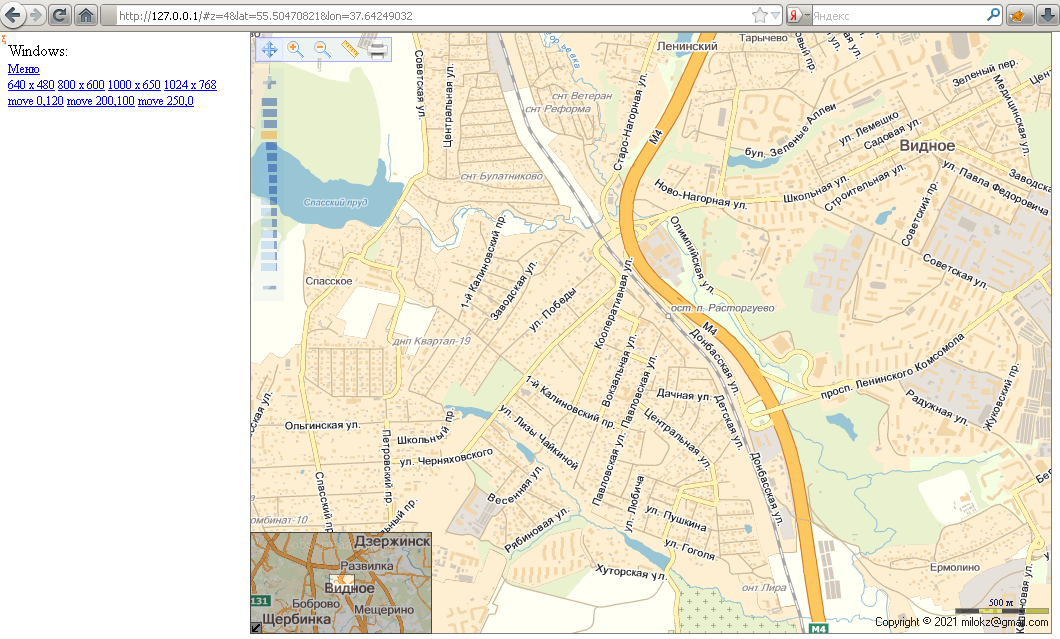 http://127.0.0.1/#z=4&lat=55.50470821&lon=37.64249032
Яндекс
Windows:
Меню
640 x 480 800 x 600 1000 x 650 1024 x 768
move 0,120 move 200,100 move 250,0
Ленинский
Тарычево
Советская ул.
Центральная ул.
снт Ветеран
снт Реформа
Старо-Нагорная ул.
М4
Зеленый пер.
Медицинская ул.
бул. Зеленые Аллеи
ул. Лемешко
Садовая ул.
Видное
снт Булатниково
Спасский пруд
Ново-Нагорная ул.
Школьная ул.
Строительная ул.
ул. Павла Федоровича
Советский пр.
Советская ул.
Олимпийская ул.
1-й Калиновский пр.
Заводская ул.
ул. Победы
Кооперативная ул.
Спасское
ост. п. Расторгуево
М4
днп Квартал-19
Донбасская ул.
Вокзальная ул.
Павловская ул.
просп. Ленинского Комсомола
Радужная ул.
Жуковский пр.
1-й Калиновский пр.
Дачная ул.
Детская ул.
Центральная ул.
ул. Лизы Чайкиной
Ольгинская ул.
Школьный пр.
Петровский пр
ул. Черняховского
Павловская ул.
ул. Любича
Донбасская ул.
Спасский пр.
Весенняя ул.
Рябиновая ул.
ул. Пушкина
ул. Гоголя
Хуторская ул.
онт Лира
Ермолино
омбинат-10
Дзержинск
Развилка
Видное
131
Боброво
Мещерино
Щербинка
500 m
М4
Copyright © 2021 milokz@gmail.com